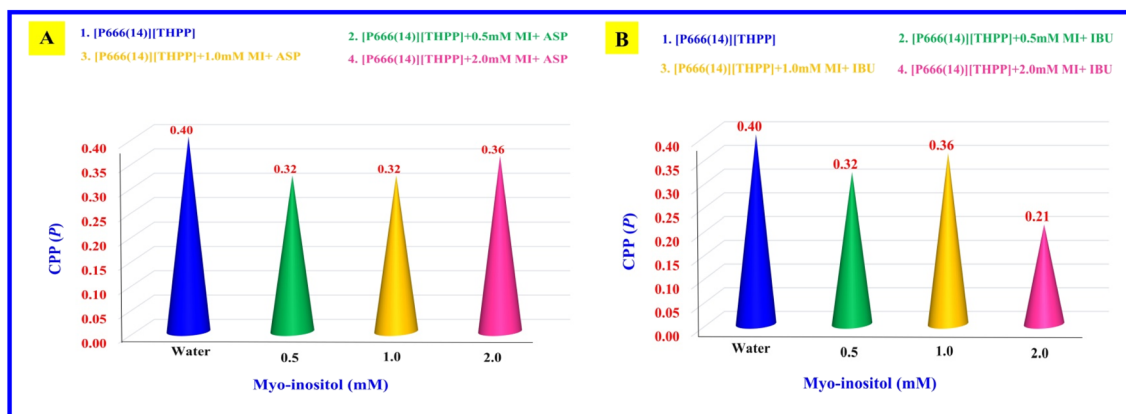 A
1. [P666(14)][THPP]
2. [P666(14)][THPP]+0.5mM MI+ ASP
3. [P666(14)][THPP]+1.0mM MI+ ASP
4. [P666(14)][THPP]+2.0mM MI+ ASP
0.40
0.32
0.32
0.36
CPP (P)
0.40
0.35
0.30
0.25
0.20
0.15
0.10
0.05
0.00
Water
0.5
1.0
2.0
Myo-inositol (mM)
B
1. [P666(14)][THPP]
2. [P666(14)][THPP]+0.5mM MI+ IBU
3. [P666(14)][THPP]+1.0mM MI+ IBU
4. [P666(14)][THPP]+2.0mM MI+ IBU
0.40
0.32
0.36
0.21
CPP (P)
0.40
0.35
0.30
0.25
0.20
0.15
0.10
0.05
0.00
Water
0.5
1.0
2.0
Myo-inositol (mM)